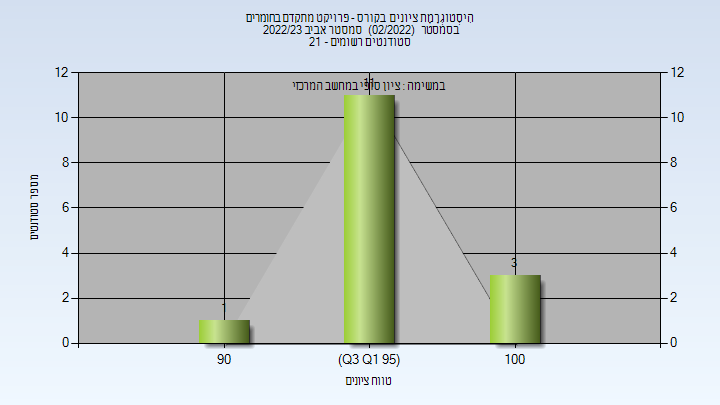 היסטוגרמת ציונים בקורס - פרויקט מתקדם בחומרים
בסמסטר (02/2022) סמסטר אביב 2022/23
סטודנטים רשומים - 21
במשימה : ציון סופי במחשב המרכזי
מספר סטודנטים
12 12
10 10
8 8
6 6
4 4
2 2
0 0
1
11
3
90
(Q3 Q1 95)
100
טווח ציונים